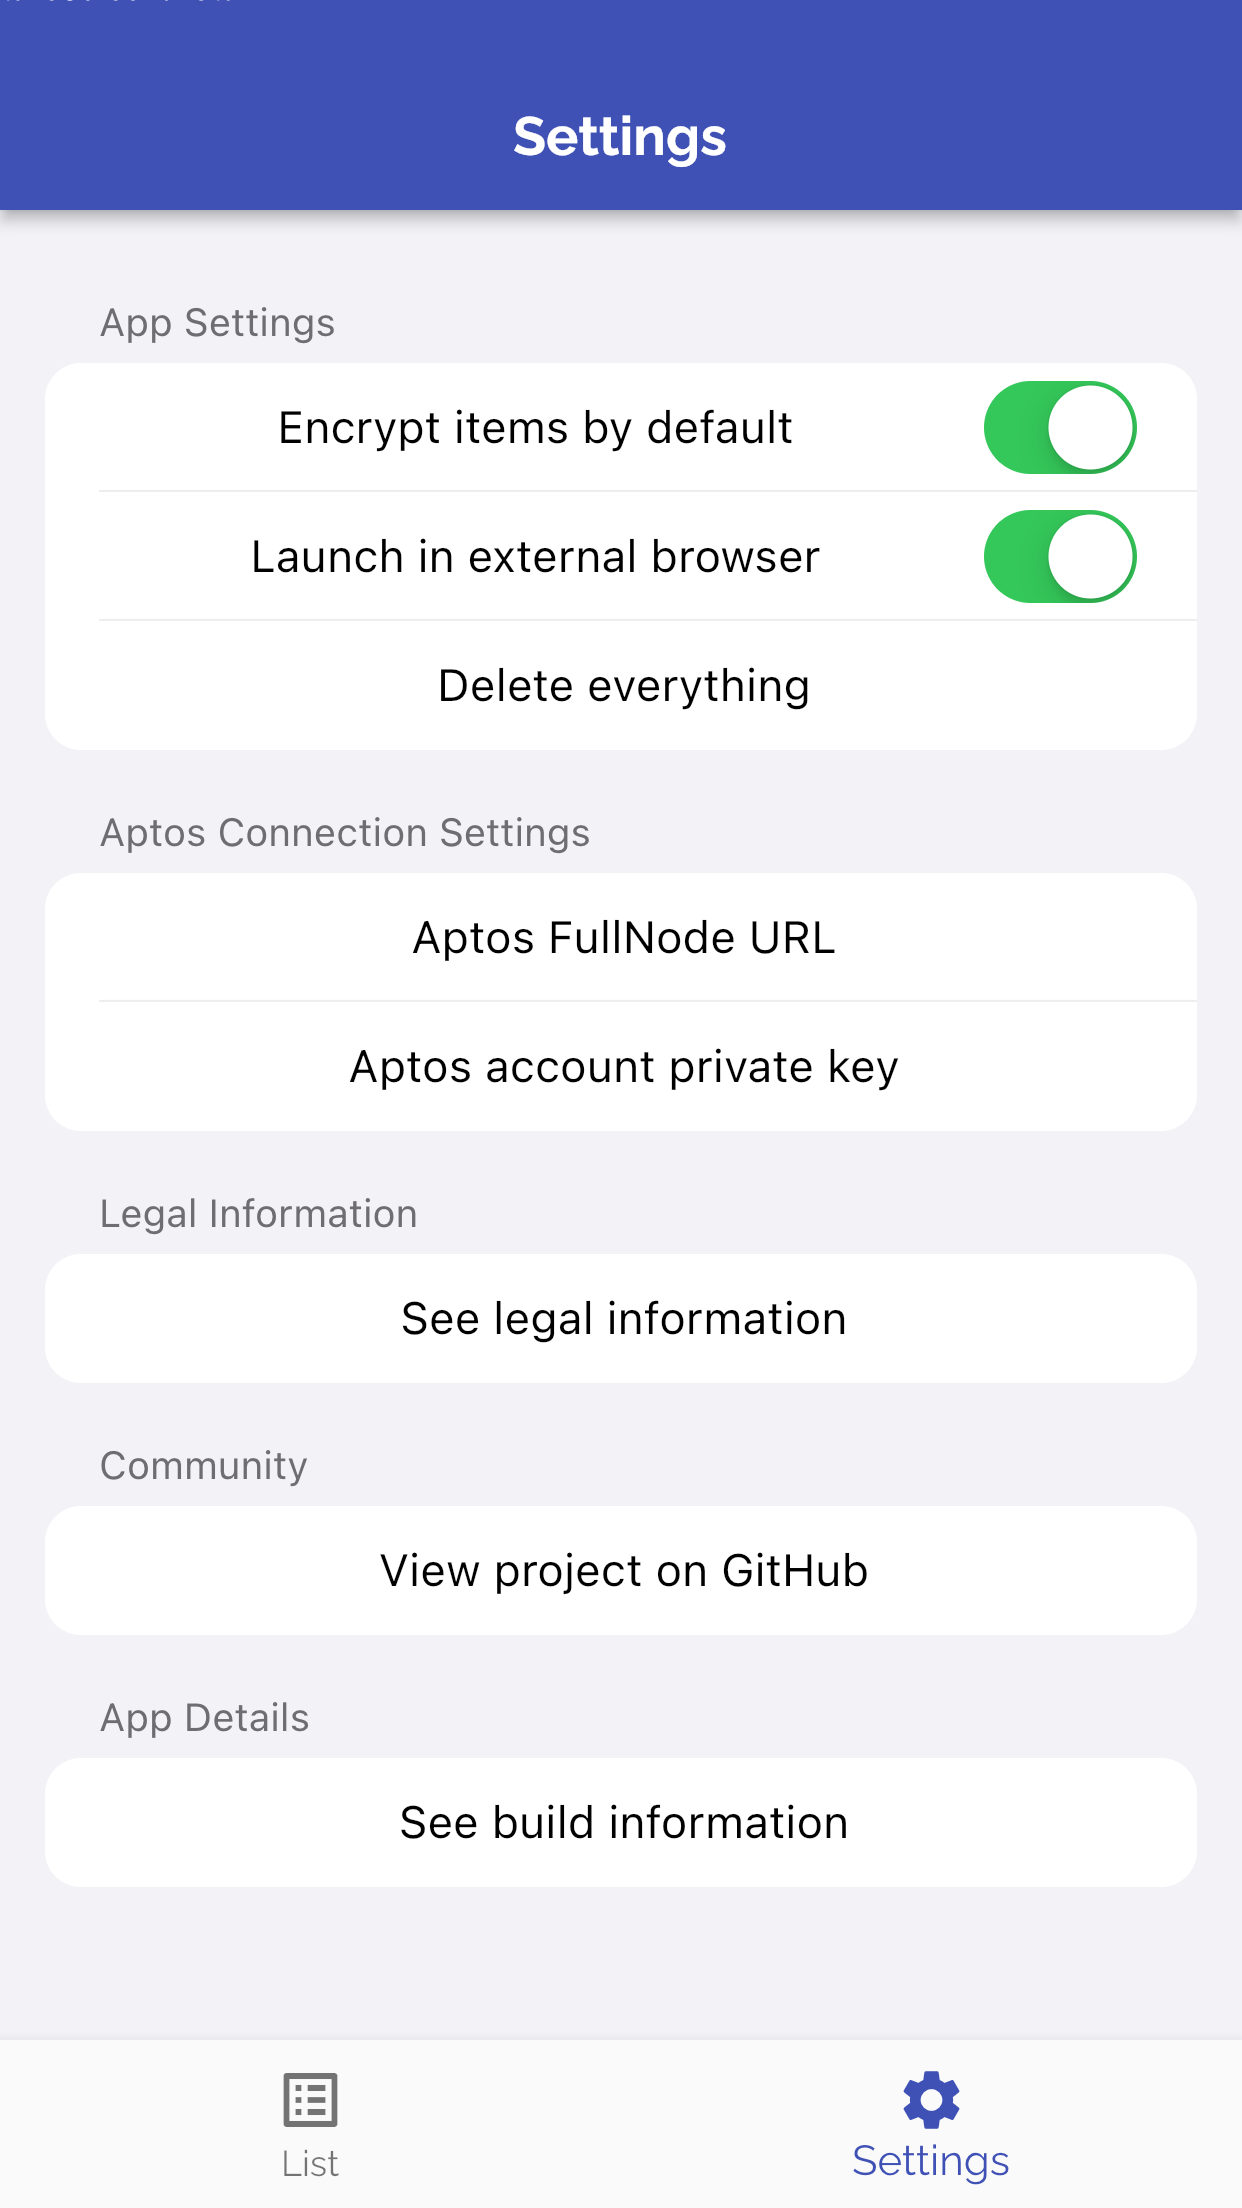 Settings
App Settings
Encrypt items by default
Launch in external browser
Delete everything
Aptos Connection Settings
Aptos FullNode URL
Aptos account private key
Legal Information
See legal information
Community
View project on GitHub
App Details
See build information
List
Settings